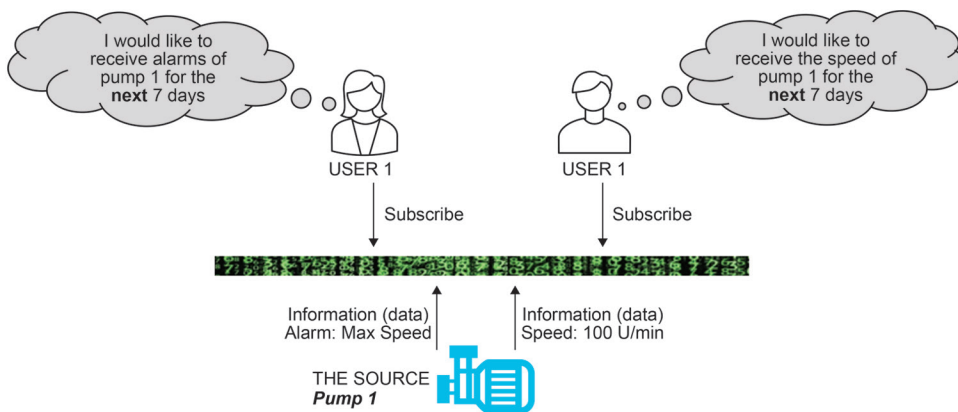 I would like to
receive alarms of
pump 1 for the
next 7 days
I would like to
receive the speed of
pump 1 for the
next 7 days
USER 1
USER 1
Subscribe
Subscribe
Information (data)
Alarm: Max Speed
Information (data)
Speed: 100 U/min
THE SOURCE
Pump 1